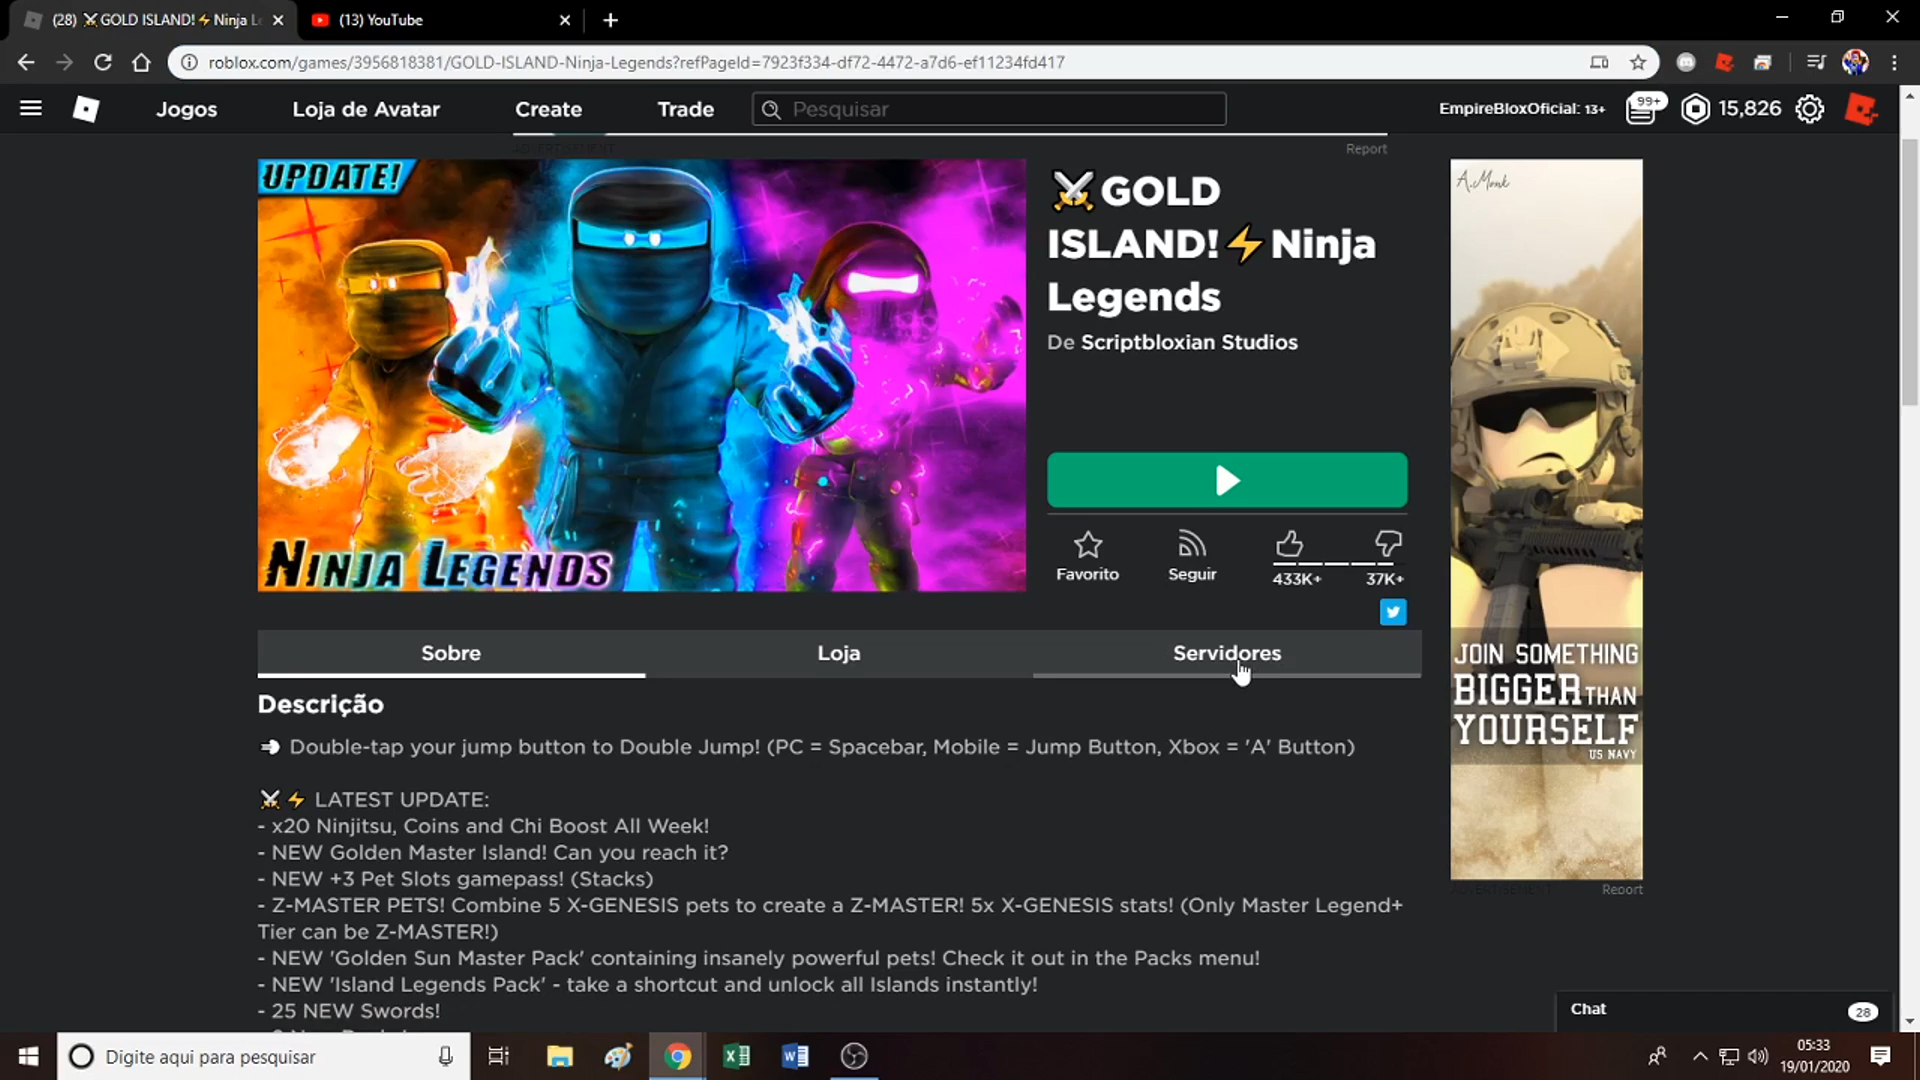 (28) ⚔GOLD ISLAND!⚡Ninja Le
(13) YouTube
roblox.com/games/3956818381/GOLD-ISLAND-Ninja-Legends?refPageId=7923f334-df72-4472-a7d6-ef11234fd417
Jogos
Loja de Avatar
Create
Trade
Pesquisar
EmpireBloxOficial: 13+
99+
15,826
ADVERTISEMENT
Report
UPDATE!
NINJA LEGENDS
⚔GOLD
ISLAND!⚡Ninja
Legends
De Scriptbloxian Studios
Favorito
Seguir
433K+
37K+
A.Monk
JOIN SOMETHING
BIGGER THAN
YOURSELF
US NAVY
ADVERTISEMENT
Report
Sobre
Loja
Servidores
Descrição
Double-tap your jump button to Double Jump! (PC = Spacebar, Mobile = Jump Button, Xbox = 'A' Button)
⚔⚡ LATEST UPDATE:
- x20 Ninjitsu, Coins and Chi Boost All Week!
- NEW Golden Master Island! Can you reach it?
- NEW +3 Pet Slots gamepass! (Stacks)
- Z-MASTER PETS! Combine 5 X-GENESIS pets to create a Z-MASTER! 5x X-GENESIS stats! (Only Master Legend+
Tier can be Z-MASTER!)
- NEW 'Golden Sun Master Pack' containing insanely powerful pets! Check it out in the Packs menu!
- NEW 'Island Legends Pack' - take a shortcut and unlock all Islands instantly!
- 25 NEW Swords!
Chat
28
Digite aqui para pesquisar
05:33
19/01/2020